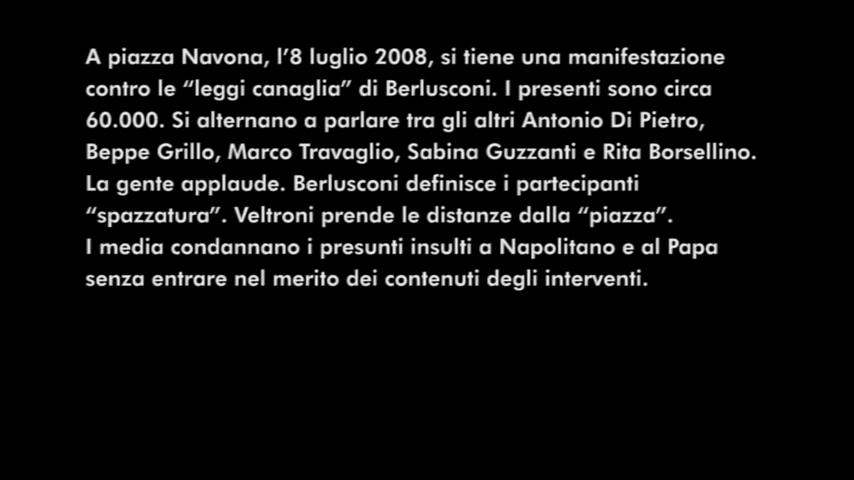 A piazza Navona, l'8 luglio 2008, si tiene una manifestazione
contro le “leggi canaglia” di Berlusconi. I presenti sono circa
60.000. Si alternano a parlare tra gli altri Antonio Di Pietro,
Beppe Grillo, Marco Travaglio, Sabina Guzzanti e Rita Borsellino.
La gente applaude. Berlusconi definisce i partecipanti
“spazzatura”. Veltroni prende le distanze dalla “piazza”.
I media condannano i presunti insulti a Napolitano e al Papa
senza entrare nel merito dei contenuti degli interventi.